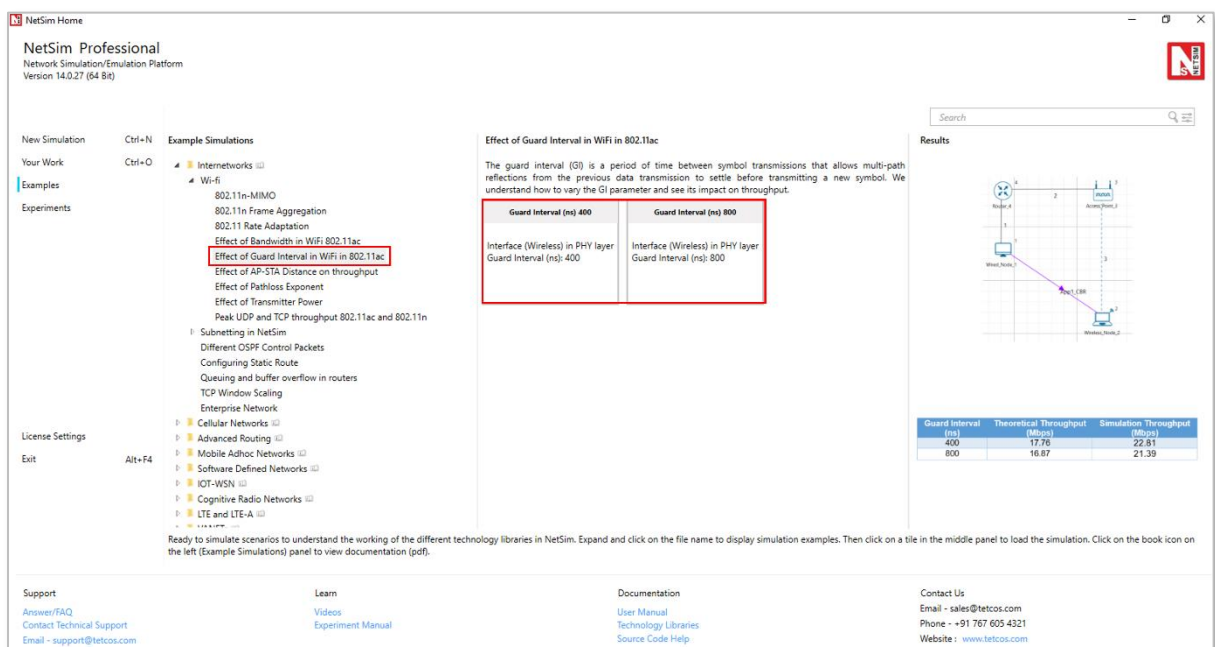 NetSim Home
NetSim Professional
Network Simulation/Emulation Platform
Version 14.0.27 (64 Bit)
NETSIM
Search
New Simulation Ctrl+N
Your Work Ctrl+O
Examples
Experiments
License Settings
Exit Alt+F4
Example Simulations
Internetworks
Wi-fi
802.11n-MIMO
802.11n Frame Aggregation
802.11 Rate Adaptation
Effect of Bandwidth in WiFi 802.11ac
Effect of Guard Interval in WiFi in 802.11ac
Effect of AP-STA Distance on throughput
Effect of Pathloss Exponent
Effect of Transmitter Power
Peak UDP and TCP throughput 802.11ac and 802.11n
Subnetting in NetSim
Different OSPF Control Packets
Configuring Static Route
Queuing and buffer overflow in routers
TCP Window Scaling
Enterprise Network
Cellular Networks
Advanced Routing
Mobile Adhoc Networks
Software Defined Networks
IOT-WSN
Cognitive Radio Networks
LTE and LTE-A
Effect of Guard Interval in WiFi in 802.11ac
The guard interval (GI) is a period of time between symbol transmissions that allows multi-path
reflections from the previous data transmission to settle before transmitting a new symbol. We
understand how to vary the GI parameter and see its impact on throughput.
Guard Interval (ns) 400
Interface (Wireless) in PHY layer
Guard Interval (ns): 400
Guard Interval (ns) 800
Interface (Wireless) in PHY layer
Guard Interval (ns): 800
Results
Router_4
Access_Point_3
Wired_Node_1
App1_CBR
Wireless_Node_2
Guard Interval (ns) Theoretical Throughput (Mbps) Simulation Throughput (Mbps)
400 17.76 22.81
800 16.87 21.39
Ready to simulate scenarios to understand the working of the different technology libraries in NetSim. Expand and click on the file name to display simulation examples. Then click on a tile in the middle panel to load the simulation. Click on the book icon on
the left (Example Simulations) panel to view documentation (pdf).
Support
Answer/FAQ
Contact Technical Support
Email - support@tetcos.com
Learn
Videos
Experiment Manual
Documentation
User Manual
Technology Libraries
Source Code Help
Contact Us
Email - sales@tetcos.com
Phone - +91 767 605 4321
Website : www.tetcos.com